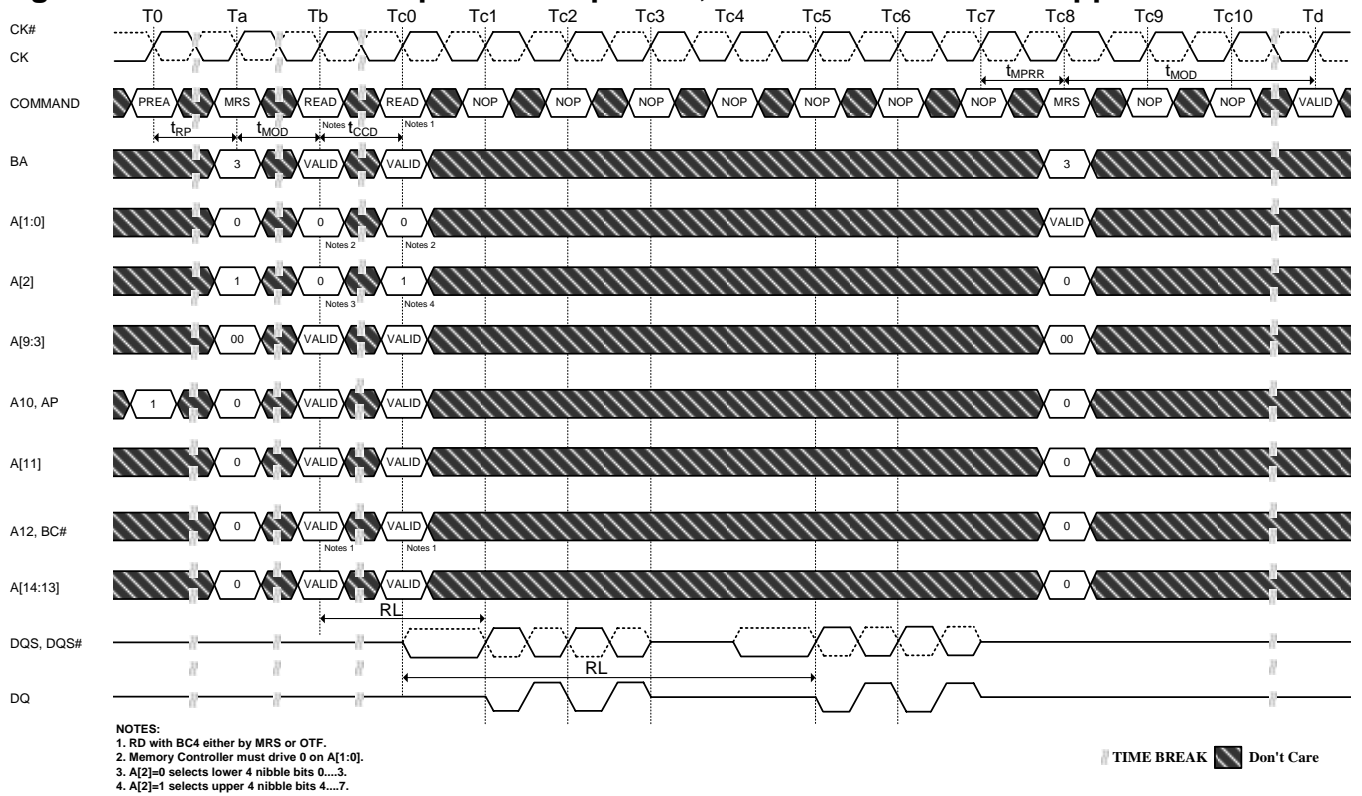 T0 Ta Tb Tc0 Tc1 Tc2 Tc3 Tc4 Tc5 Tc6 Tc7 Tc8 Tc9 Tc10 Td
CK#
CK
tMPRR tMOD
COMMAND PREA MRS READ READ NOP NOP NOP NOP NOP NOP NOP MRS NOP NOP VALID
Notes 1 Notes 1
tRP tMOD tCCD
BA 3 VALID VALID 3
A[1:0] 0 0 0 VALID
Notes 2 Notes 2
A[2] 1 0 1 0
Notes 3 Notes 4
A[9:3] 00 VALID VALID 00
A10, AP 1 0 VALID VALID 0
A[11] 0 VALID VALID 0
A12, BC# 0 VALID VALID 0
Notes 1 Notes 1
A[14:13] 0 VALID VALID 0
RL
DQS, DQS#
RL
DQ
NOTES:
1. RD with BC4 either by MRS or OTF.
2. Memory Controller must drive 0 on A[1:0].
3. A[2]=0 selects lower 4 nibble bits 0....3.
4. A[2]=1 selects upper 4 nibble bits 4....7.
TIME BREAK Don't Care